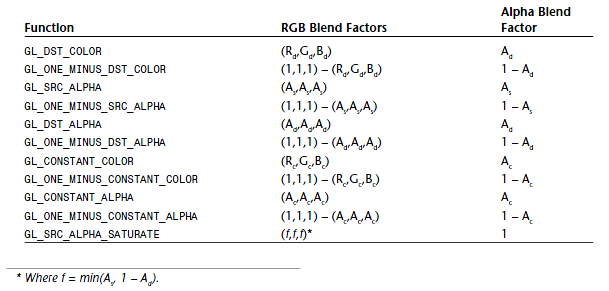 Function RGB Blend Factors Alpha Blend Factor
GL_DST_COLOR (Rd,Gd,Bd) Ad
GL_ONE_MINUS_DST_COLOR (1,1,1) – (Rd,Gd,Bd) 1 – Ad
GL_SRC_ALPHA (As,As,As) As
GL_ONE_MINUS_SRC_ALPHA (1,1,1) – (As,As,As) 1 – As
GL_DST_ALPHA (Ad,Ad,Ad) Ad
GL_ONE_MINUS_DST_ALPHA (1,1,1) – (Ad,Ad,Ad) 1 – Ad
GL_CONSTANT_COLOR (Rc,Gc,Bc) Ac
GL_ONE_MINUS_CONSTANT_COLOR (1,1,1) – (Rc,Gc,Bc) 1 – Ac
GL_CONSTANT_ALPHA (Ac,Ac,Ac) Ac
GL_ONE_MINUS_CONSTANT_ALPHA (1,1,1) – (Ac,Ac,Ac) 1 – Ac
GL_SRC_ALPHA_SATURATE (f,f,f)* 1
* Where f = min(As, 1 – Ad).